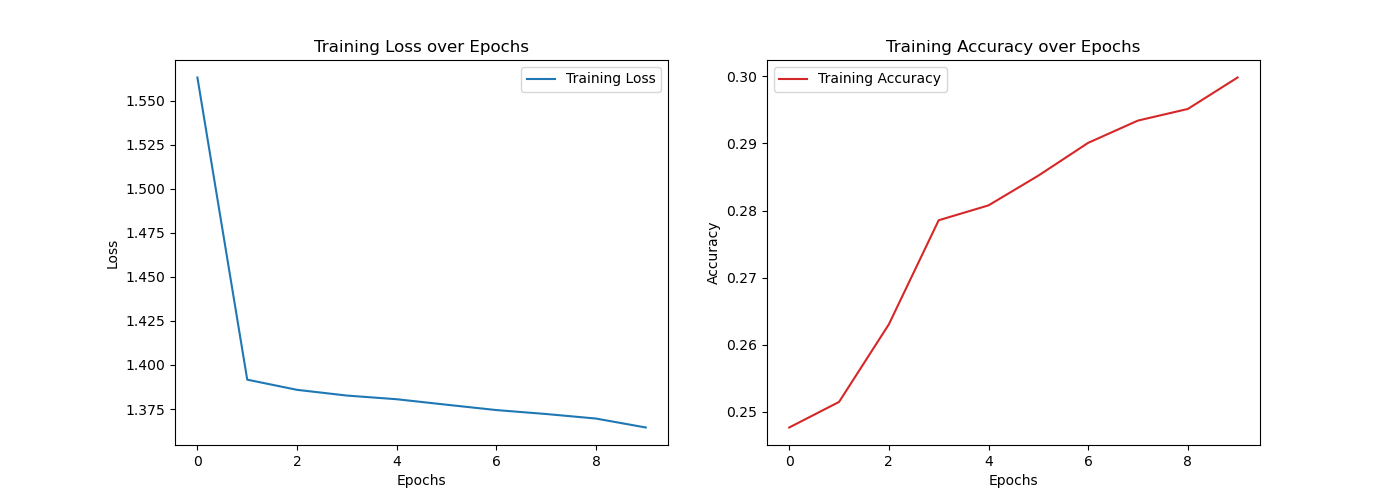 Training Loss over Epochs
Training Loss
1.550
1.525
1.500
1.475
1.450
1.425
1.400
1.375
Loss
0 2 4 6 8
Epochs
Training Accuracy over Epochs
Training Accuracy
0.30
0.29
0.28
0.27
0.26
0.25
Accuracy
0 2 4 6 8
Epochs